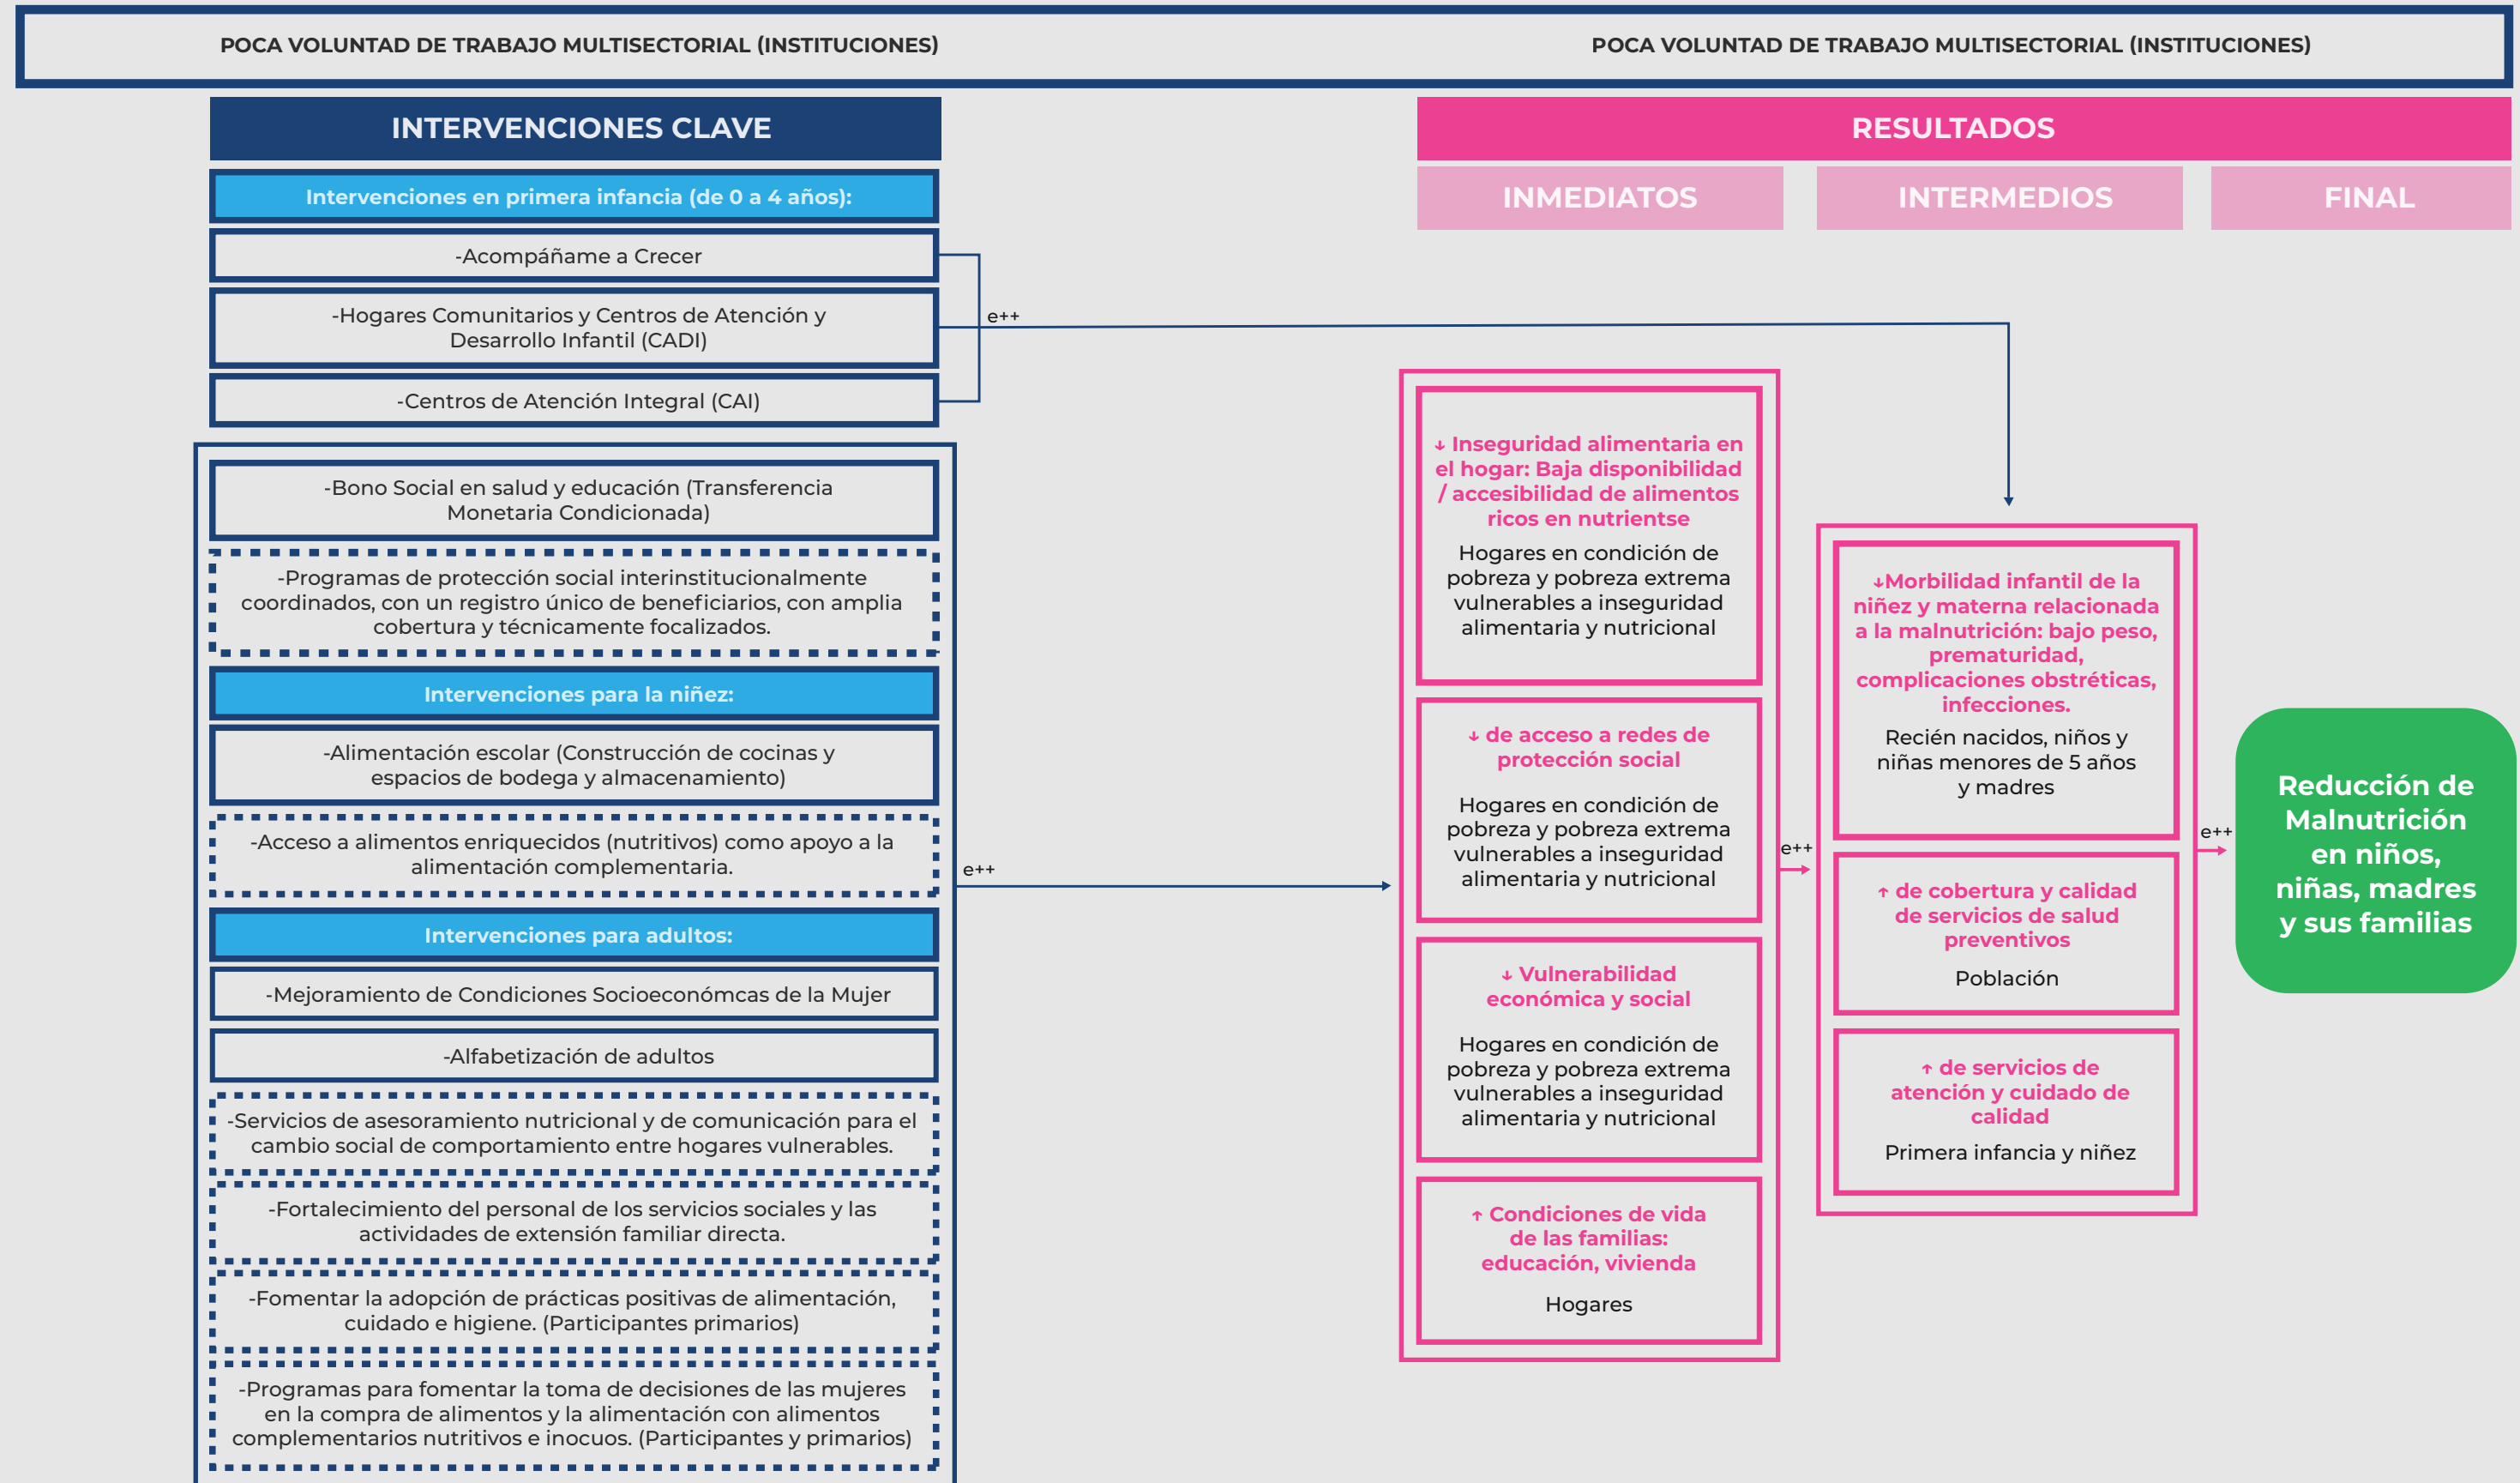 POCA VOLUNTAD DE TRABAJO MULTISECTORIAL (INSTITUCIONES)
POCA VOLUNTAD DE TRABAJO MULTISECTORIAL (INSTITUCIONES)
INTERVENCIONES CLAVE
Intervenciones en primera infancia (de 0 a 4 años):
-Acompáñame a Crecer
-Hogares Comunitarios y Centros de Atención y
Desarrollo Infantil (CADI)
e++
-Centros de Atención Integral (CAI)
-Bono Social en salud y educación (Transferencia
Monetaria Condicionada)
-Programas de protección social interinstitucionalmente
coordinados, con un registro único de beneficiarios, con amplia
cobertura y técnicamente focalizados.
Intervenciones para la niñez:
-Alimentación escolar (Construcción de cocinas y
espacios de bodega y almacenamiento)
-Acceso a alimentos enriquecidos (nutritivos) como apoyo a la
alimentación complementaria.
e++
Intervenciones para adultos:
-Mejoramiento de Condiciones Socioeconómcas de la Mujer
-Alfabetización de adultos
-Servicios de asesoramiento nutricional y de comunicación para el
cambio social de comportamiento entre hogares vulnerables.
-Fortalecimiento del personal de los servicios sociales y las
actividades de extensión familiar directa.
-Fomentar la adopción de prácticas positivas de alimentación,
cuidado e higiene. (Participantes primarios)
-Programas para fomentar la toma de decisiones de las mujeres
en la compra de alimentos y la alimentación con alimentos
complementarios nutritivos e inocuos. (Participantes y primarios)
RESULTADOS
INMEDIATOS
INTERMEDIOS
FINAL
↓ Inseguridad alimentaria en
el hogar: Baja disponibilidad
/ accesibilidad de alimentos
ricos en nutrientse
Hogares en condición de
pobreza y pobreza extrema
vulnerables a inseguridad
alimentaria y nutricional
↓ de acceso a redes de
protección social
Hogares en condición de
pobreza y pobreza extrema
vulnerables a inseguridad
alimentaria y nutricional
↓ Vulnerabilidad
económica y social
Hogares en condición de
pobreza y pobreza extrema
vulnerables a inseguridad
alimentaria y nutricional
↑ Condiciones de vida
de las familias:
educación, vivienda
Hogares
e++
↓Morbilidad infantil de la
niñez y materna relacionada
a la malnutrición: bajo peso,
prematuridad,
complicaciones obstréticas,
infecciones.
Recién nacidos, niños y
niñas menores de 5 años
y madres
↑ de cobertura y calidad
de servicios de salud
preventivos
Población
↑ de servicios de
atención y cuidado de
calidad
Primera infancia y niñez
e++
Reducción de
Malnutrición
en niños,
niñas, madres
y sus familias